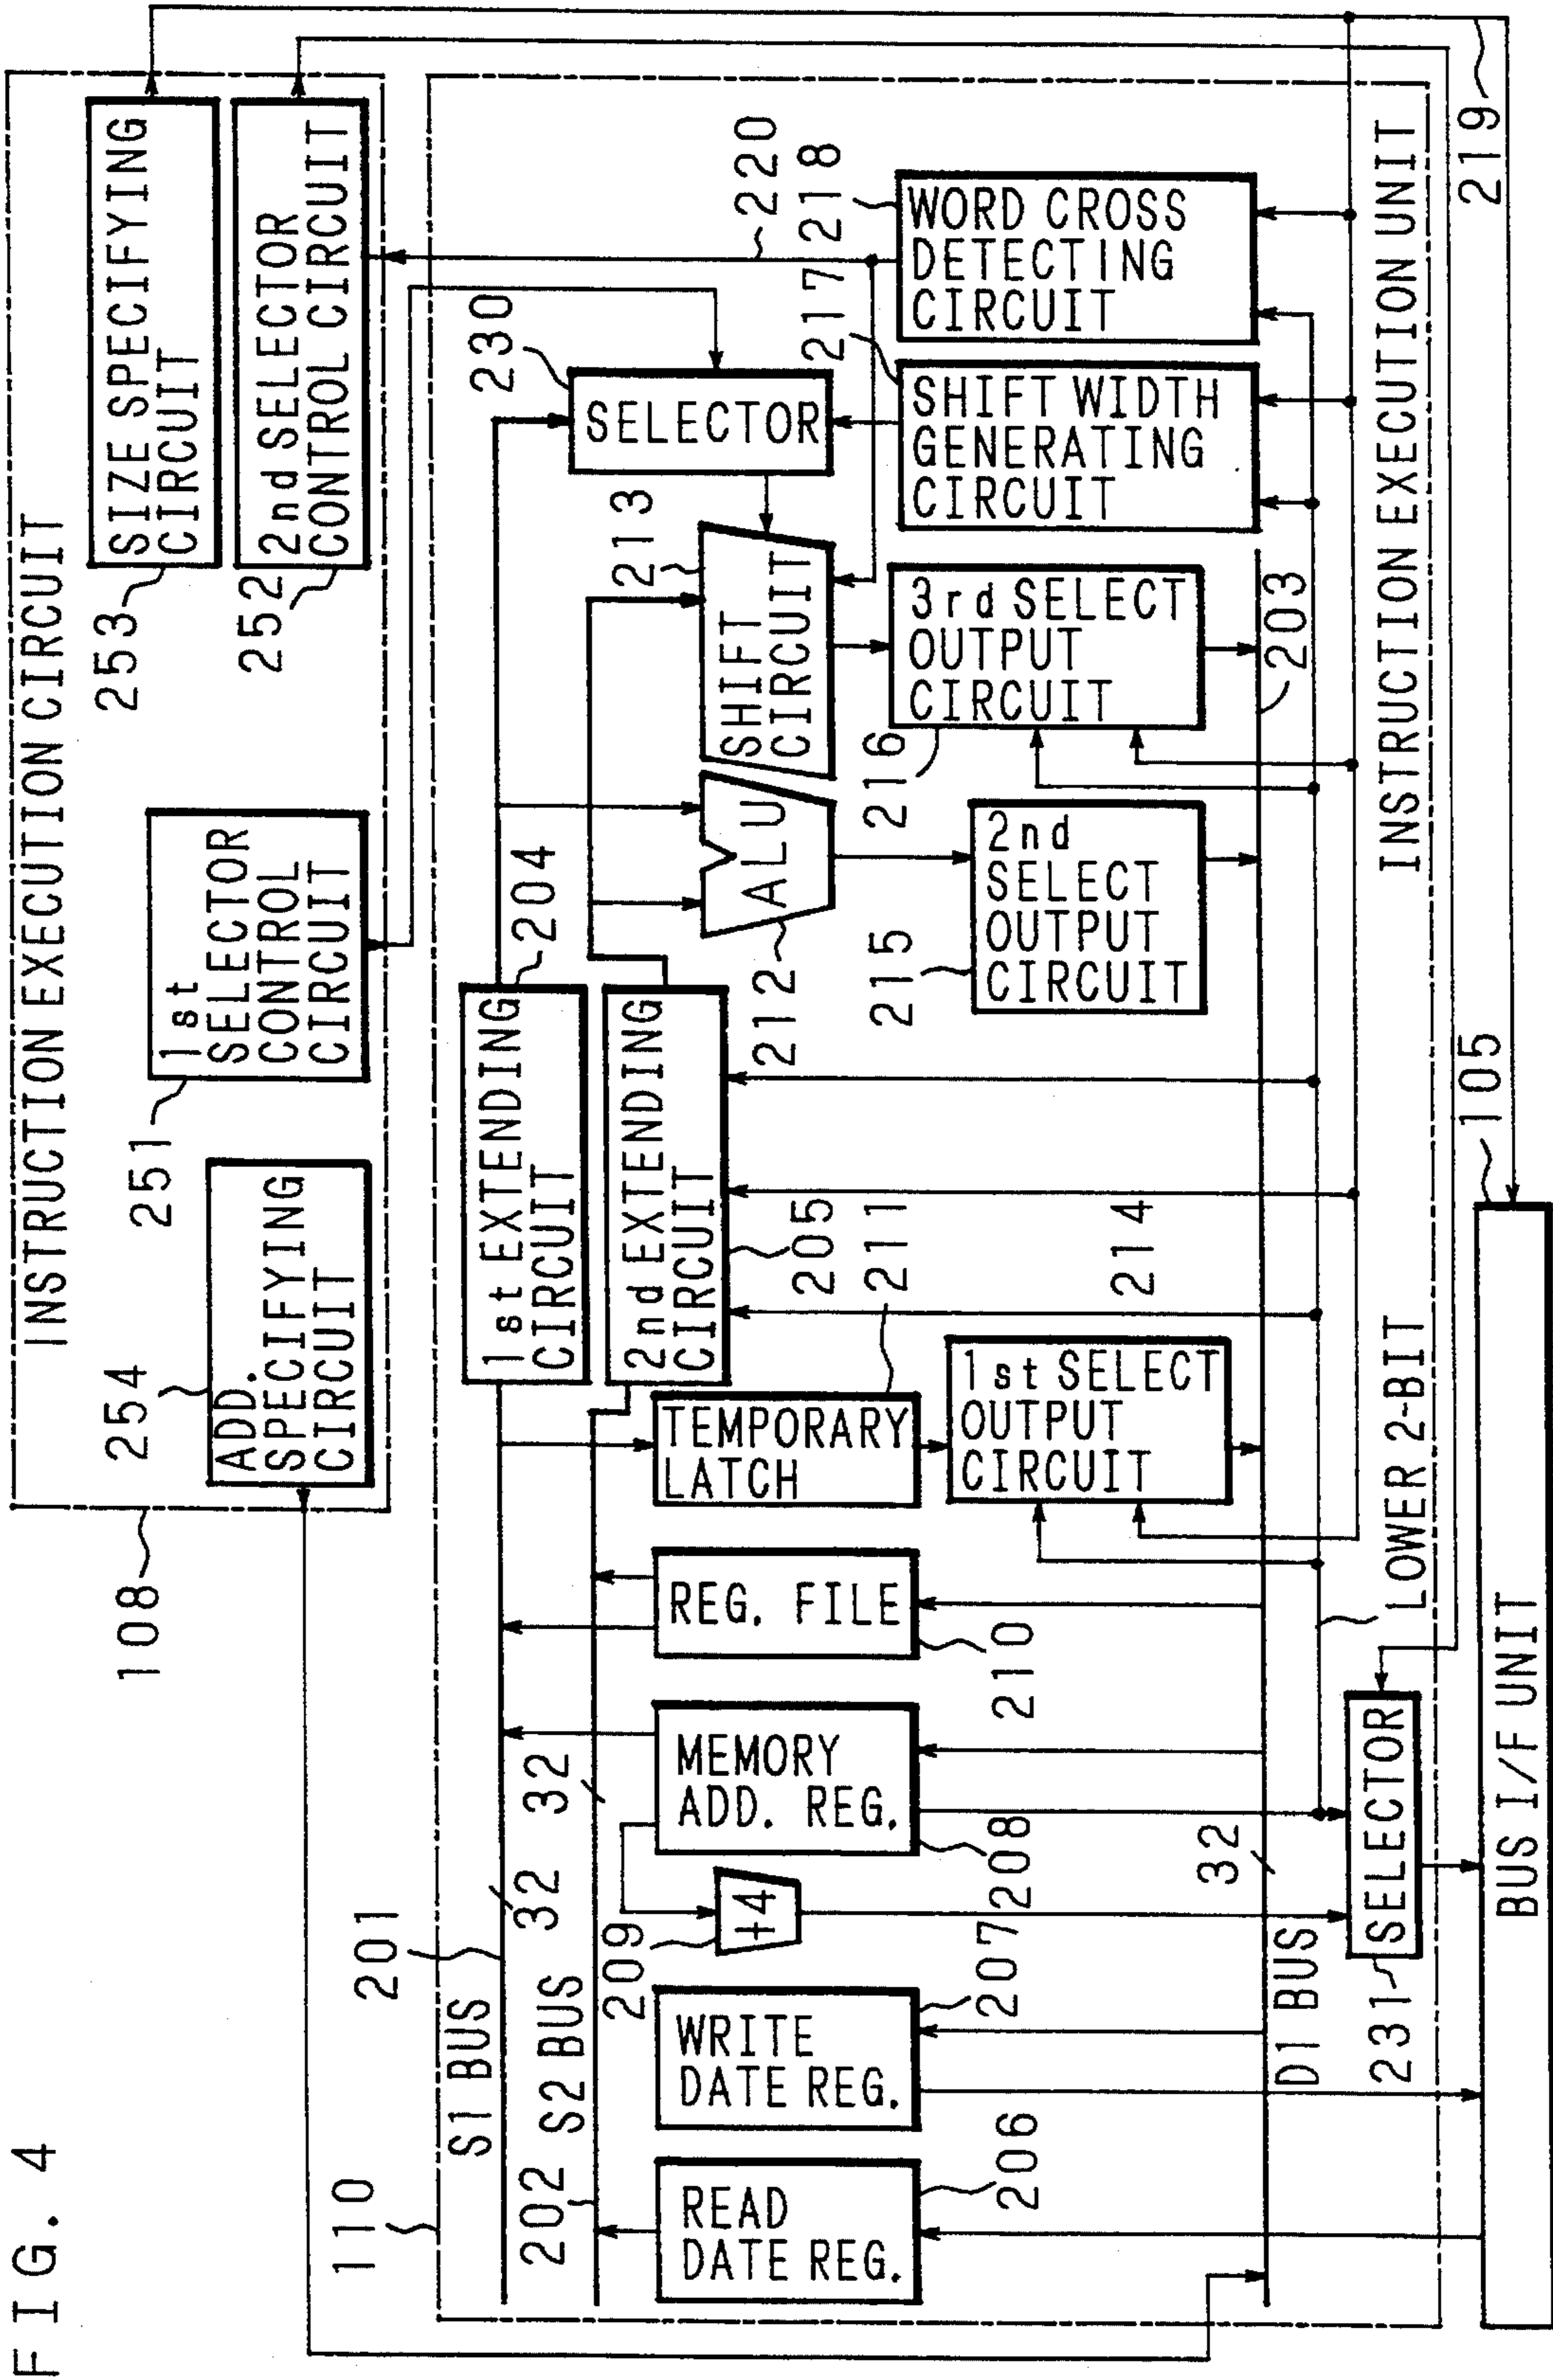 FIG. 4
INSTRUCTION EXECUTION CIRCUIT
108
254
ADD.
SPECIFYING
CIRCUIT
251
1st
SELECTOR
CONTROL
CIRCUIT
253
SIZE SPECIFYING
CIRCUIT
252
2nd SELECTOR
CONTROL CIRCUIT
110
201
S1 BUS
32
202
S2 BUS
32
1st EXTENDING
CIRCUIT
204
2nd EXTENDING
CIRCUIT
205
230
SELECTOR
220
213
SHIFT
CIRCUIT
212
ALU
READ
DATE REG.
206
WRITE
DATE REG.
207
209
+4
MEMORY
ADD. REG.
208
REG. FILE
210
TEMPORARY
LATCH
211
1st SELECT
OUTPUT
CIRCUIT
214
215
2nd
SELECT
OUTPUT
CIRCUIT
216
3rd SELECT
OUTPUT
CIRCUIT
217
SHIFT WIDTH
GENERATING
CIRCUIT
218
WORD CROSS
DETECTING
CIRCUIT
D1 BUS
32
203
231
SELECTOR
LOWER 2-BIT
INSTRUCTION EXECUTION UNIT
219
105
BUS I/F UNIT